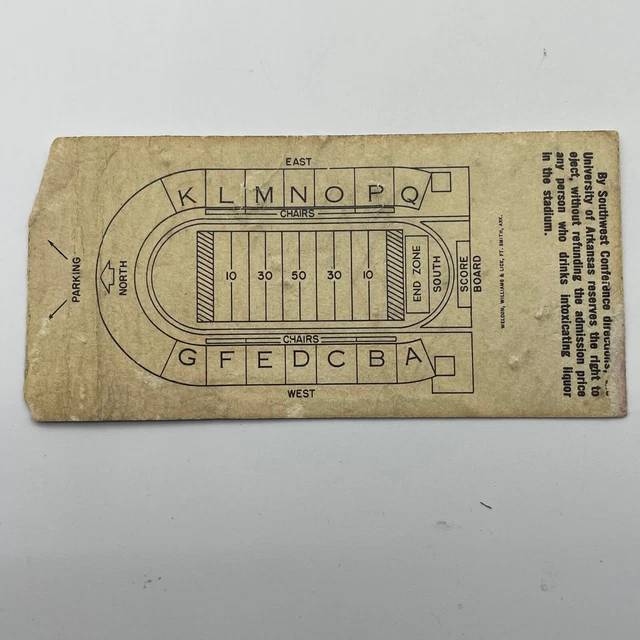 EAST
K L M N O P Q
CHAIRS
PARKING
NORTH
10 30 50 30 10
END ZONE
SOUTH
SCORE
BOARD
CHAIRS
G F E D C B A
WEST
WELDON, WILLIAMS & LICK, FT. SMITH, ARK.
By Southwest Conference directions,
University of Arkansas reserves the right to
eject, without refunding the admission price
any person who drinks intoxicating liquor
in the stadium.